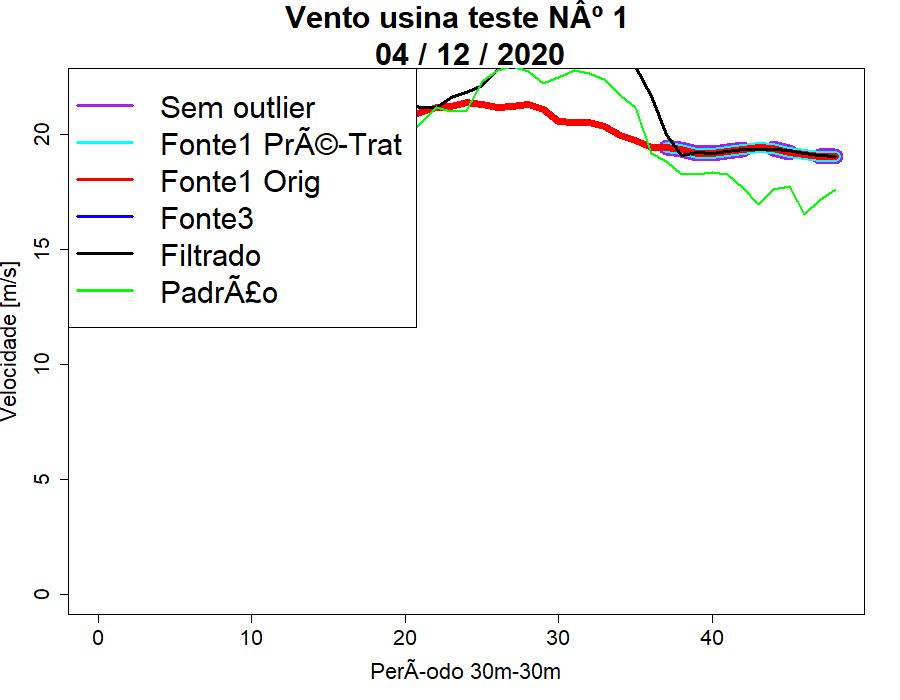 Vento usina teste NÂº 1
04 / 12 / 2020
Sem outlier
Fonte1 PrÃ©-Trat
Fonte1 Orig
Fonte3
Filtrado
PadrÃ£o
Velocidade [m/s]
20
15
10
5
0
0 10 20 30 40
PerÃ-odo 30m-30m